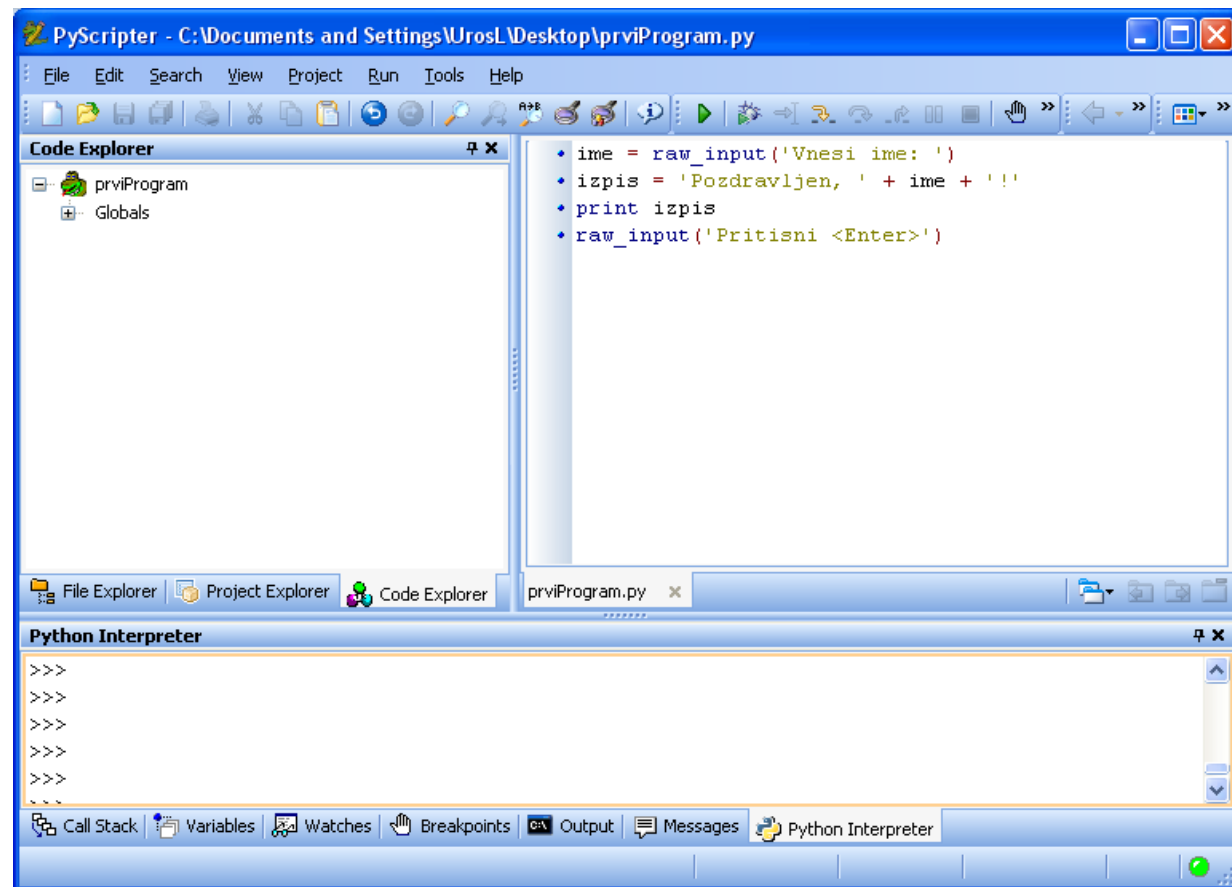 PyScripter - C:\Documents and Settings\UrosL\Desktop\prviProgram.py
File Edit Search View Project Run Tools Help
Code Explorer
prviProgram
Globals
ime = raw_input('Vnesi ime: ')
izpis = 'Pozdravljen, ' + ime + '!'
print izpis
raw_input('Pritisni <Enter>')
File Explorer Project Explorer Code Explorer
prviProgram.py
Python Interpreter
>>>
>>>
>>>
>>>
>>>
Call Stack Variables Watches Breakpoints Output Messages Python Interpreter